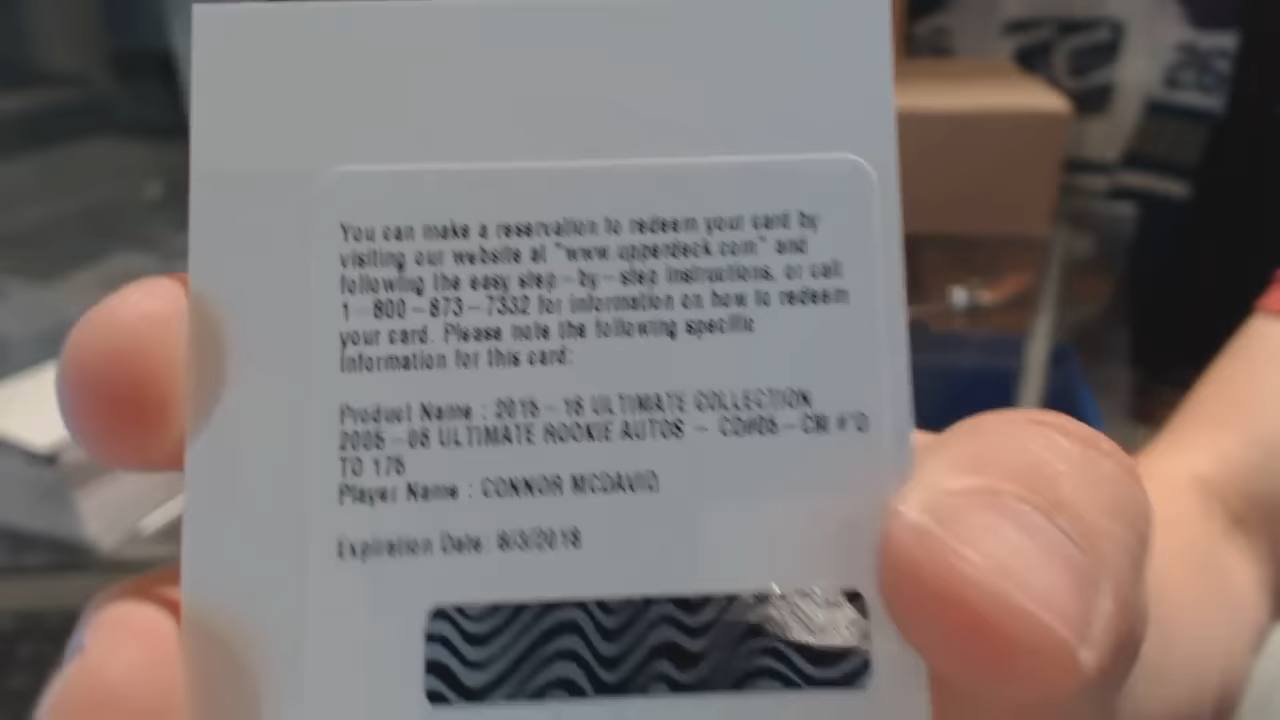 You can make a reservation to redeem your card by
visiting our website at "www.upperdeck.com" and
following the easy step-by-step instructions, or call
1-800-873-7332 for information on how to redeem
your card. Please note the following specific
information for this card:
Product Name : 2015-16 ULTIMATE COLLECTION
2005-06 ULTIMATE ROOKIE AUTOS - #'D
TO 175
Player Name : CONNOR MCDAVID
Expiration Date: 8/3/2018